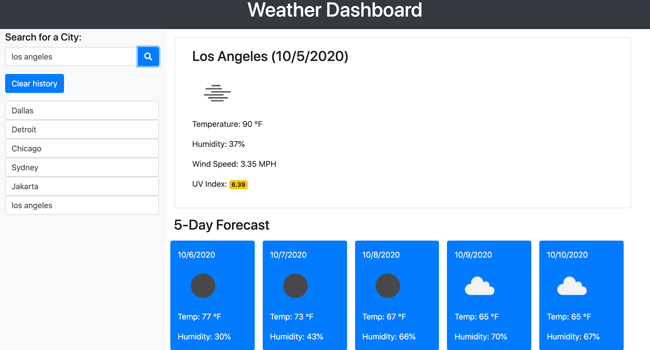 Weather Dashboard
Search for a City:
los angeles
Clear history
Dallas
Detroit
Chicago
Sydney
Jakarta
los angeles
Los Angeles (10/5/2020)
Temperature: 90 °F
Humidity: 37%
Wind Speed: 3.35 MPH
UV Index: 6.39
5-Day Forecast
10/6/2020
Temp: 77 °F
Humidity: 30%
10/7/2020
Temp: 73 °F
Humidity: 43%
10/8/2020
Temp: 67 °F
Humidity: 66%
10/9/2020
Temp: 65 °F
Humidity: 70%
10/10/2020
Temp: 65 °F
Humidity: 67%